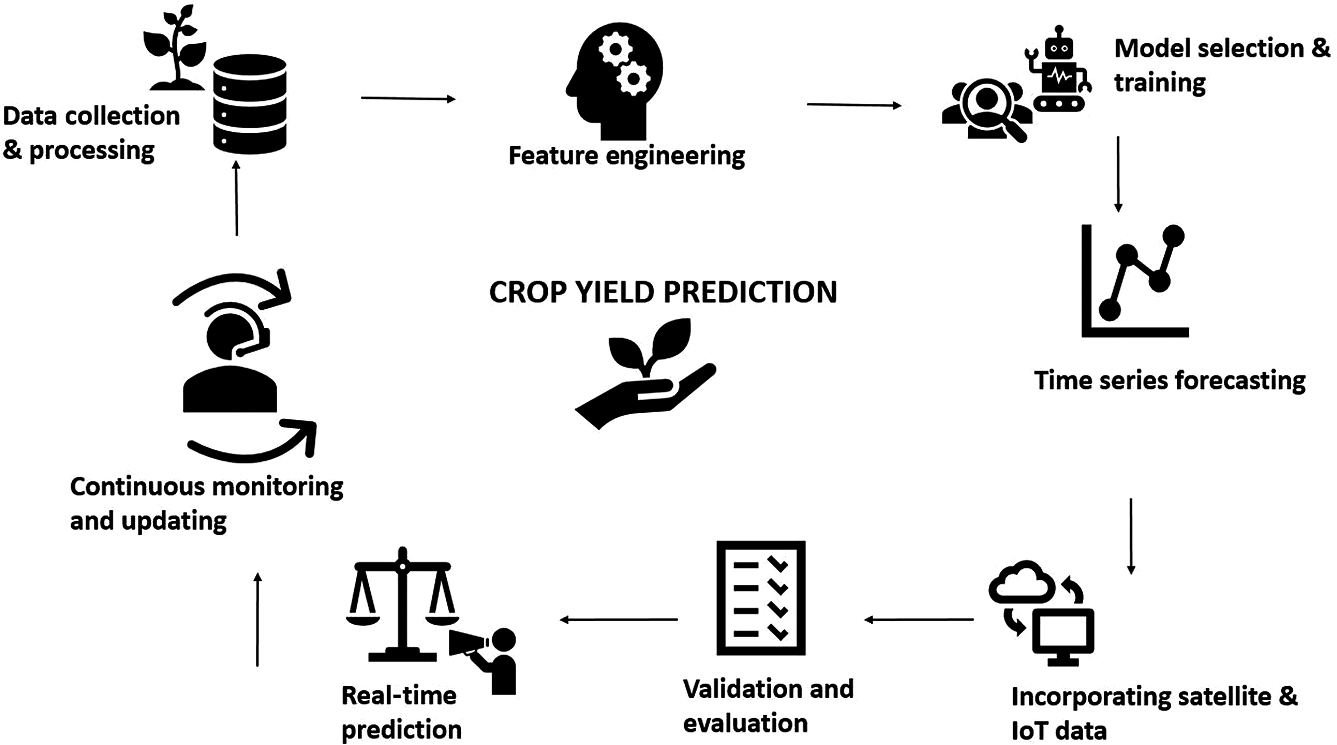 Data collection
& processing
Feature engineering
Model selection &
training
CROP YIELD PREDICTION
Time series forecasting
Continuous monitoring
and updating
Real-time
prediction
Validation and
evaluation
Incorporating satellite &
IoT data